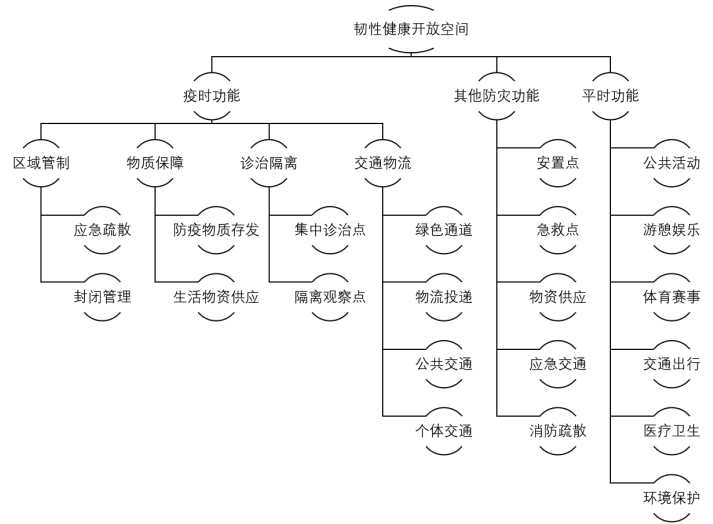 韧性健康开放空间
疫时功能
其他防灾功能
平时功能
区域管制
物质保障
诊治隔离
交通物流
安置点
公共活动
应急疏散
防疫物质存发
集中诊治点
绿色通道
急救点
游憩娱乐
封闭管理
生活物资供应
隔离观察点
物流投递
物资供应
体育赛事
公共交通
应急交通
交通出行
个体交通
消防疏散
医疗卫生
环境保护